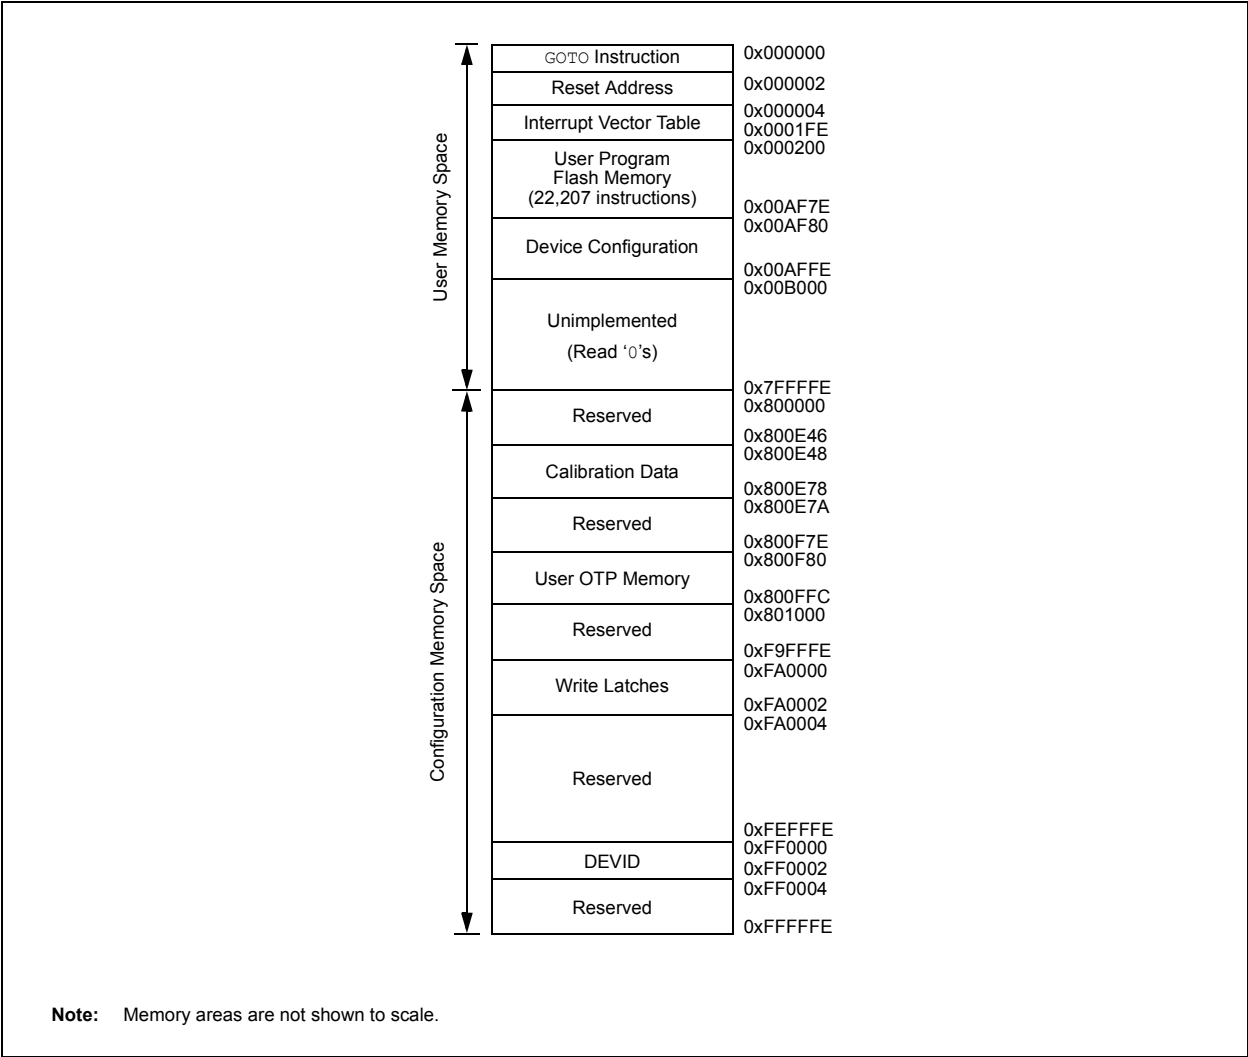 GOTO Instruction
0x000000
Reset Address
0x000002
Interrupt Vector Table
0x000004
0x0001FE
0x000200
User Program
Flash Memory
(22,207 instructions)
0x00AF7E
0x00AF80
Device Configuration
0x00AFFE
0x00B000
Unimplemented
(Read ‘0’s)
0x7FFFFE
User Memory Space
0x800000
Reserved
0x800E46
0x800E48
Calibration Data
0x800E78
0x800E7A
Reserved
0x800F7E
0x800F80
User OTP Memory
0x800FFC
0x801000
Reserved
0xF9FFFE
0xFA0000
Write Latches
0xFA0002
0xFA0004
Reserved
0xFEFFFE
0xFF0000
DEVID
0xFF0002
0xFF0004
Reserved
0xFFFFFE
Configuration Memory Space
Note: Memory areas are not shown to scale.